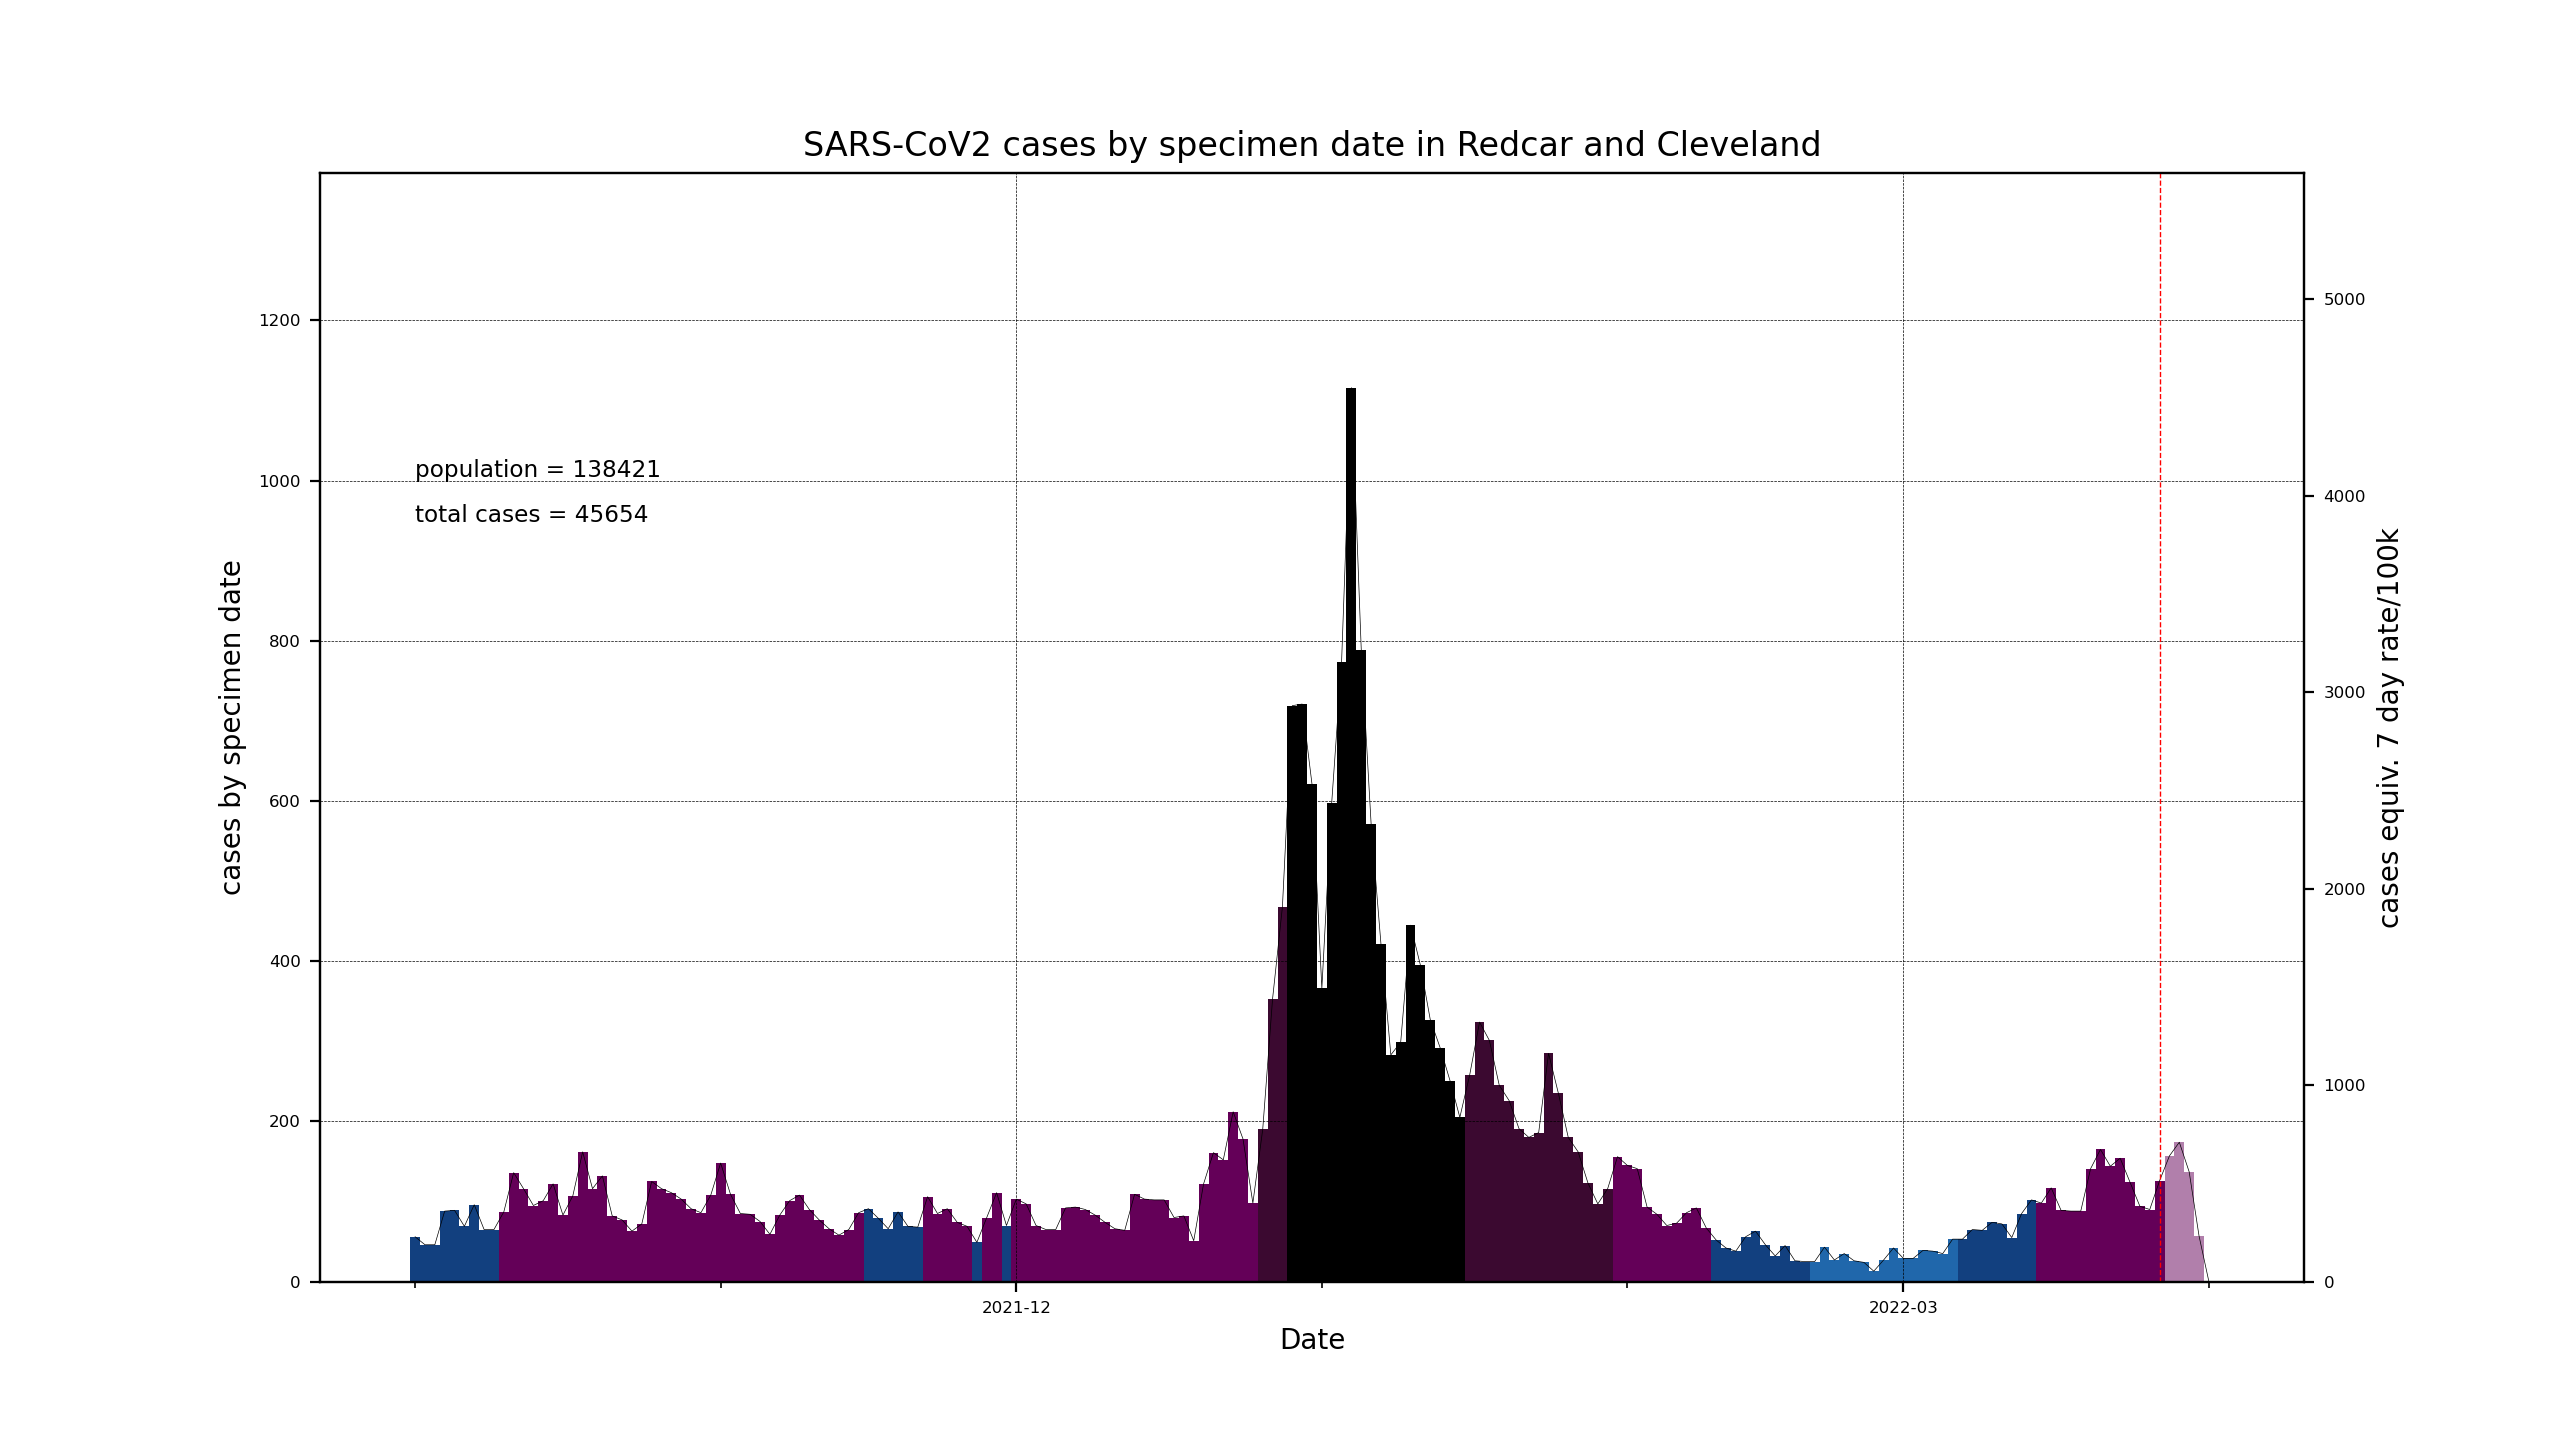 SARS-CoV2 cases by specimen date in Redcar and Cleveland
population = 138421
total cases = 45654
cases by specimen date
1200
1000
800
600
400
200
0
5000
4000
3000
2000
1000
0
cases equiv. 7 day rate/100k
2021-12
2022-03
Date